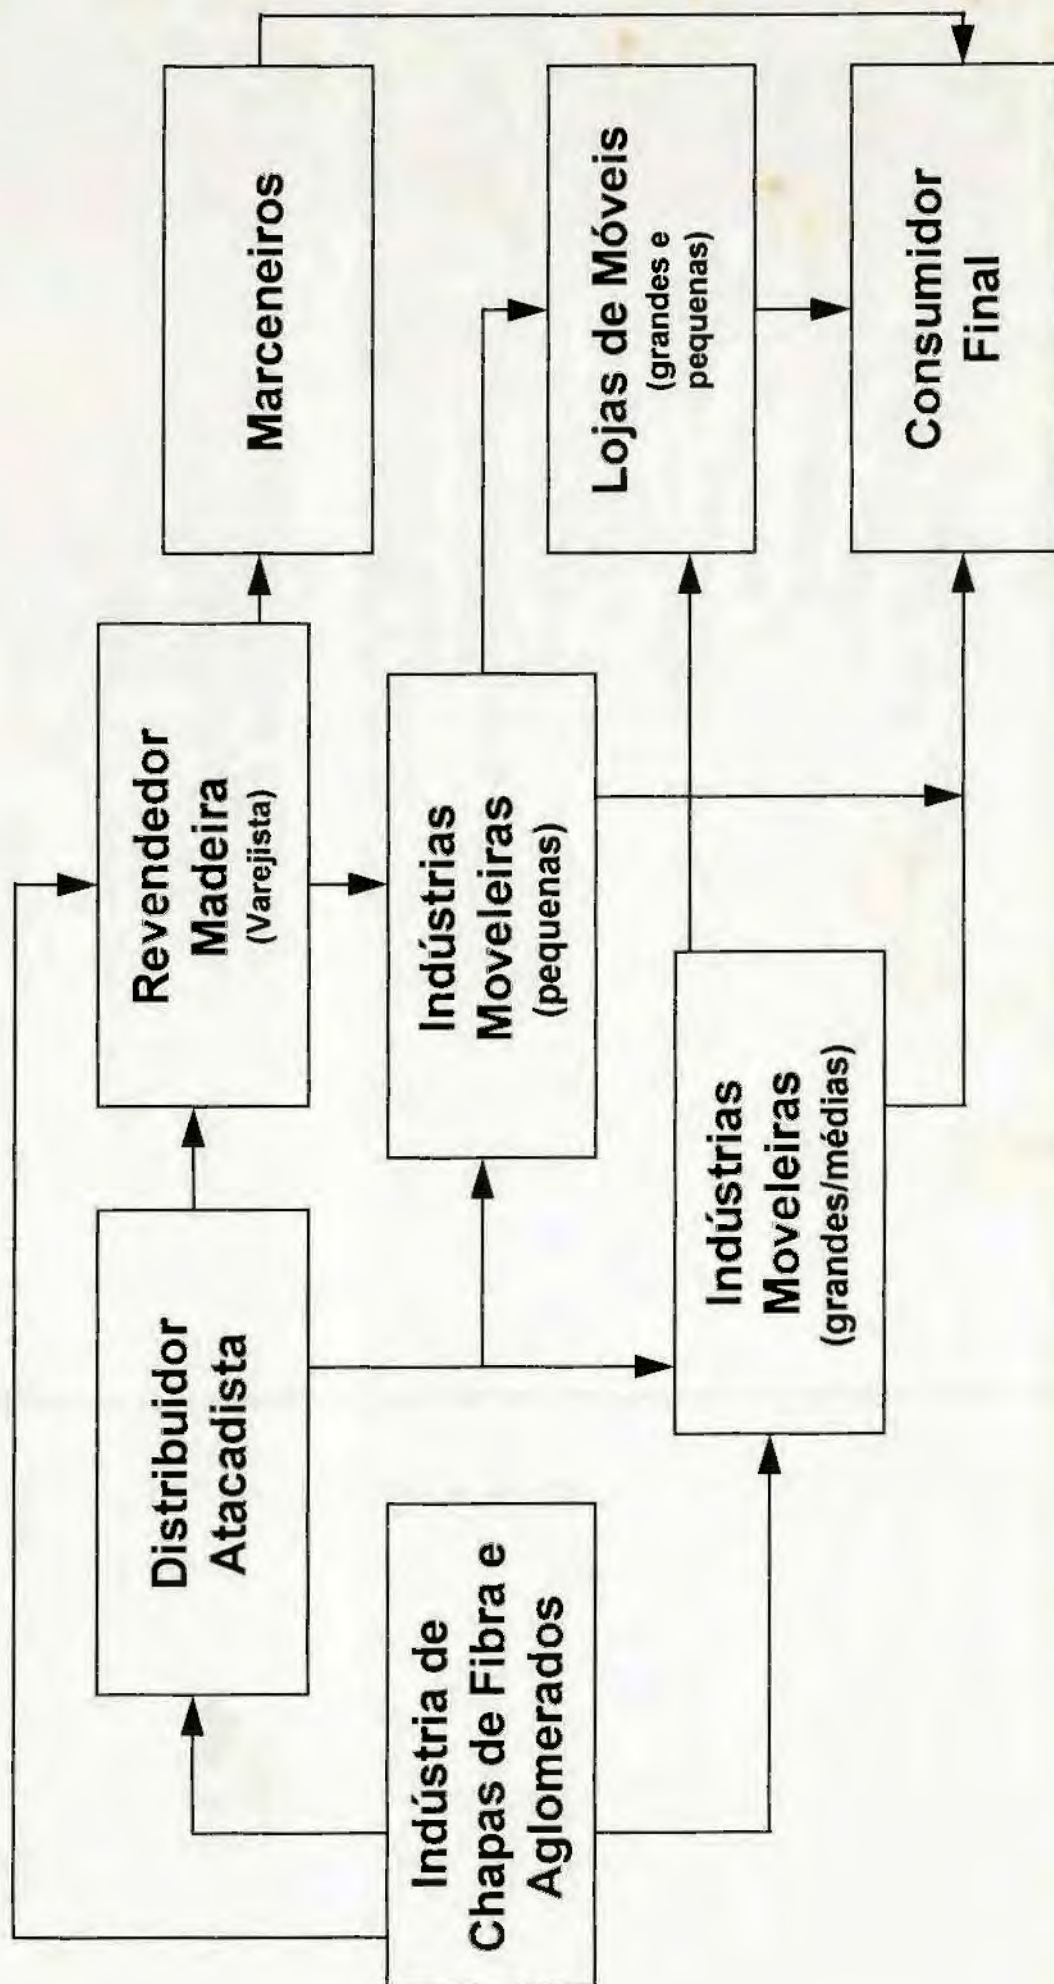 Indústria de
Chapas de Fibra e
Aglomerados
Distribuidor
Atacadista
Revendedor
Madeira
(Varejista)
Marceneiros
Indústrias
Moveleiras
(pequenas)
Indústrias
Moveleiras
(grandes/médias)
Lojas de Móveis
(grandes e
pequenas)
Consumidor
Final